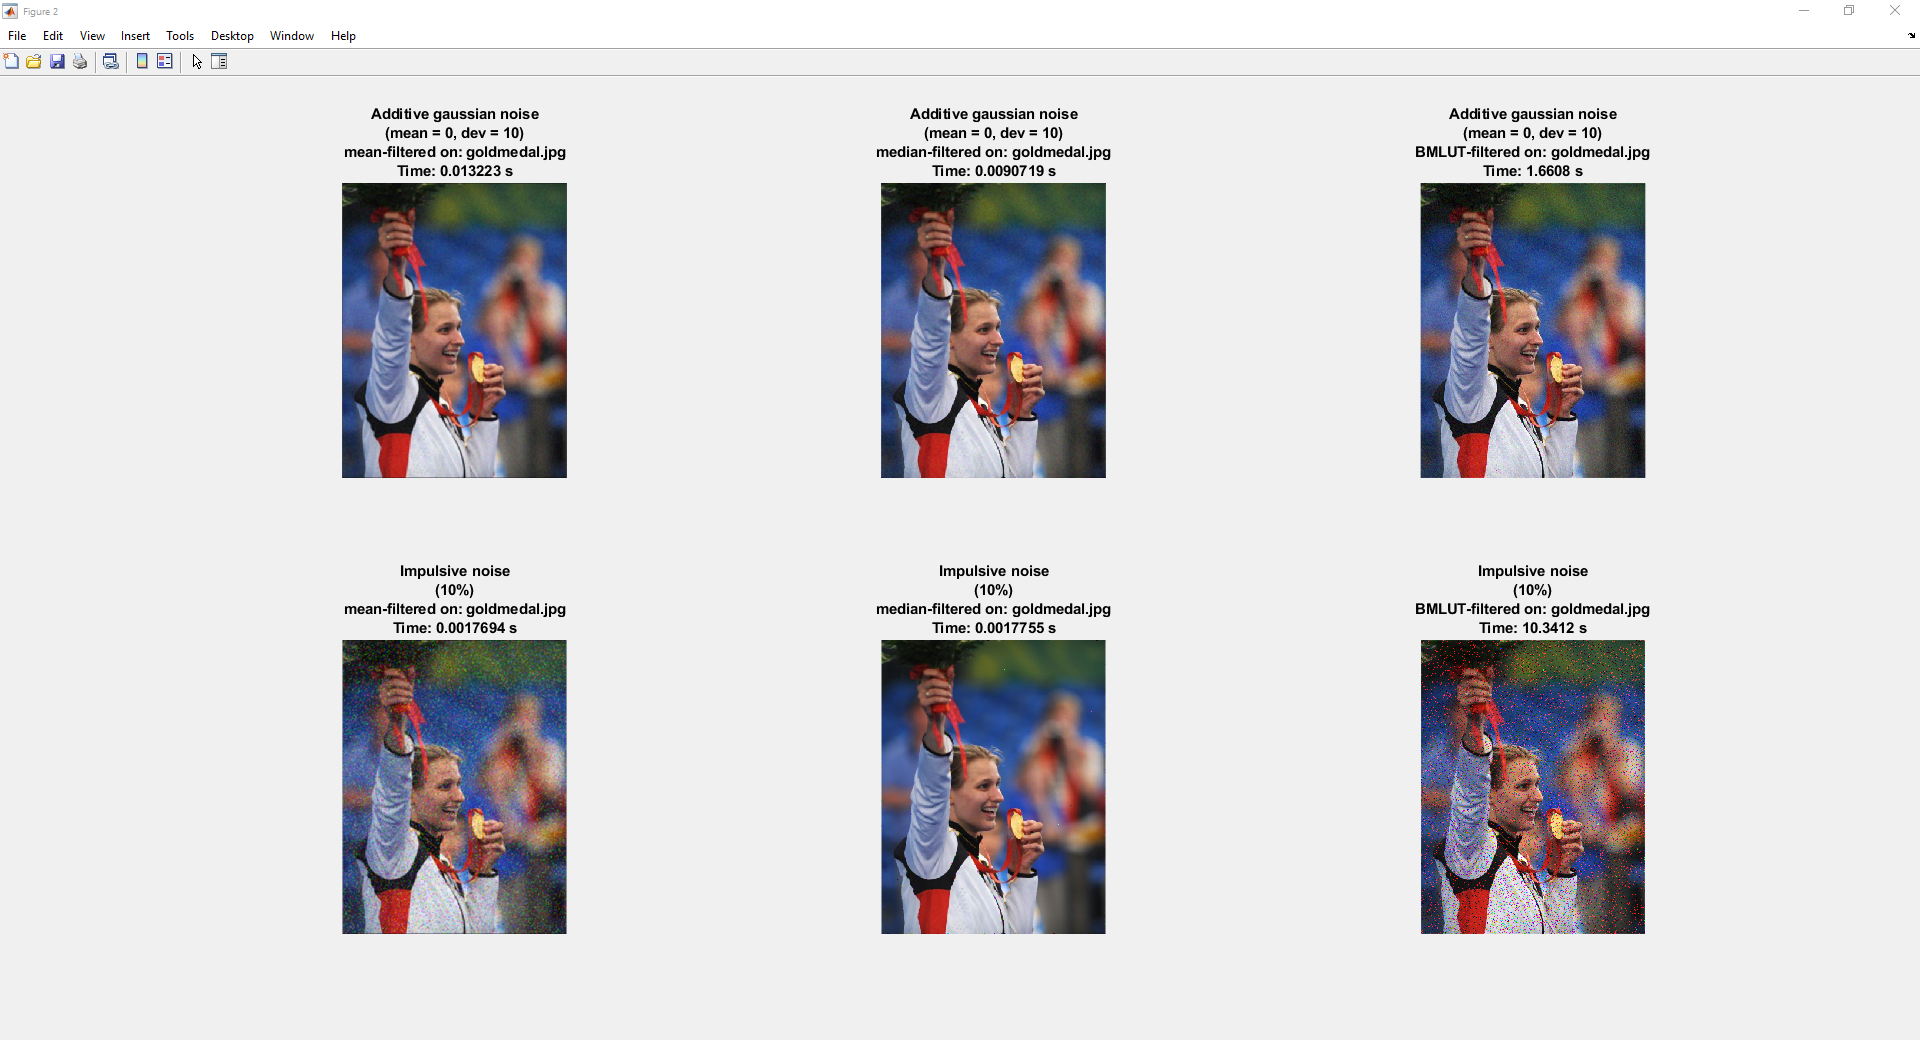 Figure 2
File Edit View Insert Tools Desktop Window Help
Additive gaussian noise
(mean = 0, dev = 10)
mean-filtered on: goldmedal.jpg
Time: 0.013223 s
Additive gaussian noise
(mean = 0, dev = 10)
median-filtered on: goldmedal.jpg
Time: 0.0090719 s
Additive gaussian noise
(mean = 0, dev = 10)
BMLUT-filtered on: goldmedal.jpg
Time: 1.6608 s
Impulsive noise
(10%)
mean-filtered on: goldmedal.jpg
Time: 0.0017694 s
Impulsive noise
(10%)
median-filtered on: goldmedal.jpg
Time: 0.0017755 s
Impulsive noise
(10%)
BMLUT-filtered on: goldmedal.jpg
Time: 10.3412 s